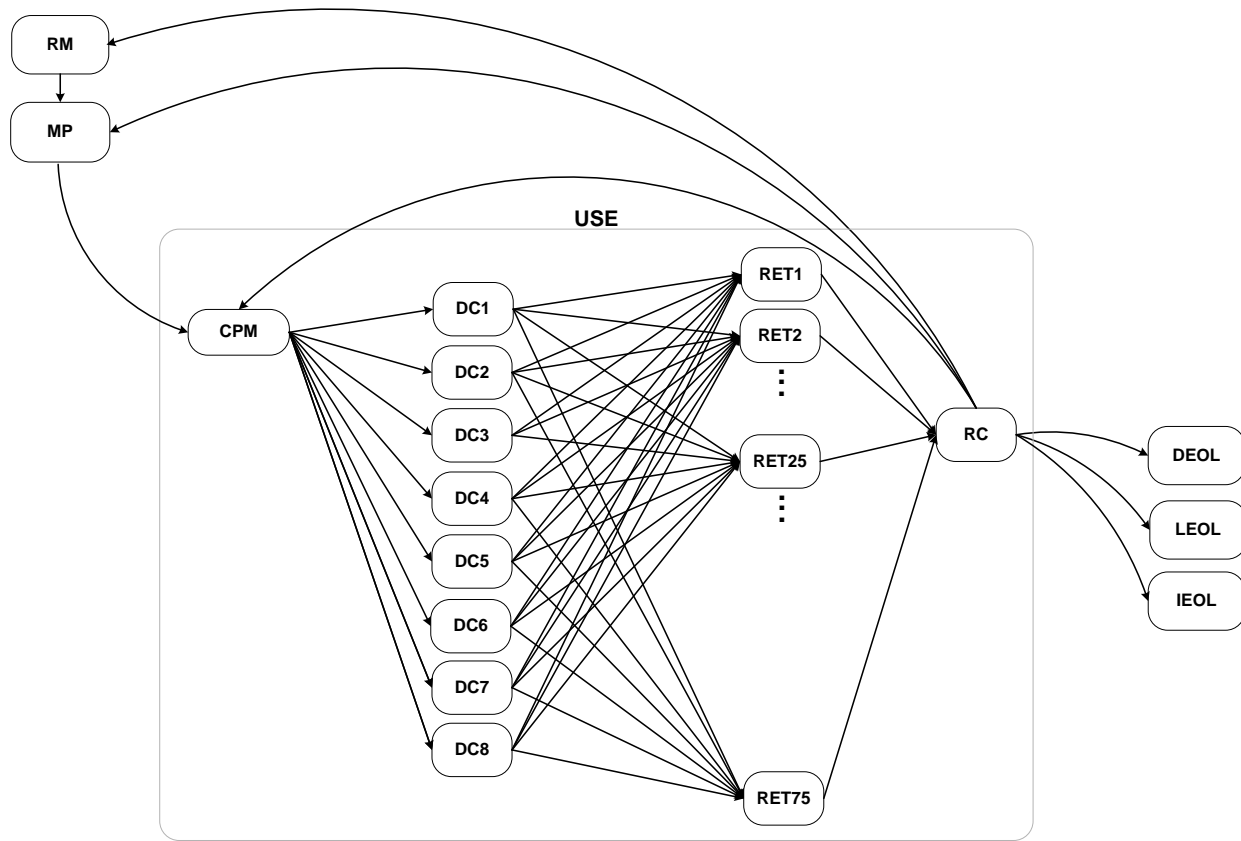 RM
MP
USE
CPM
DC1
DC2
DC3
DC4
DC5
DC6
DC7
DC8
RET1
RET2
RET25
RET75
RC
DEOL
LEOL
IEOL